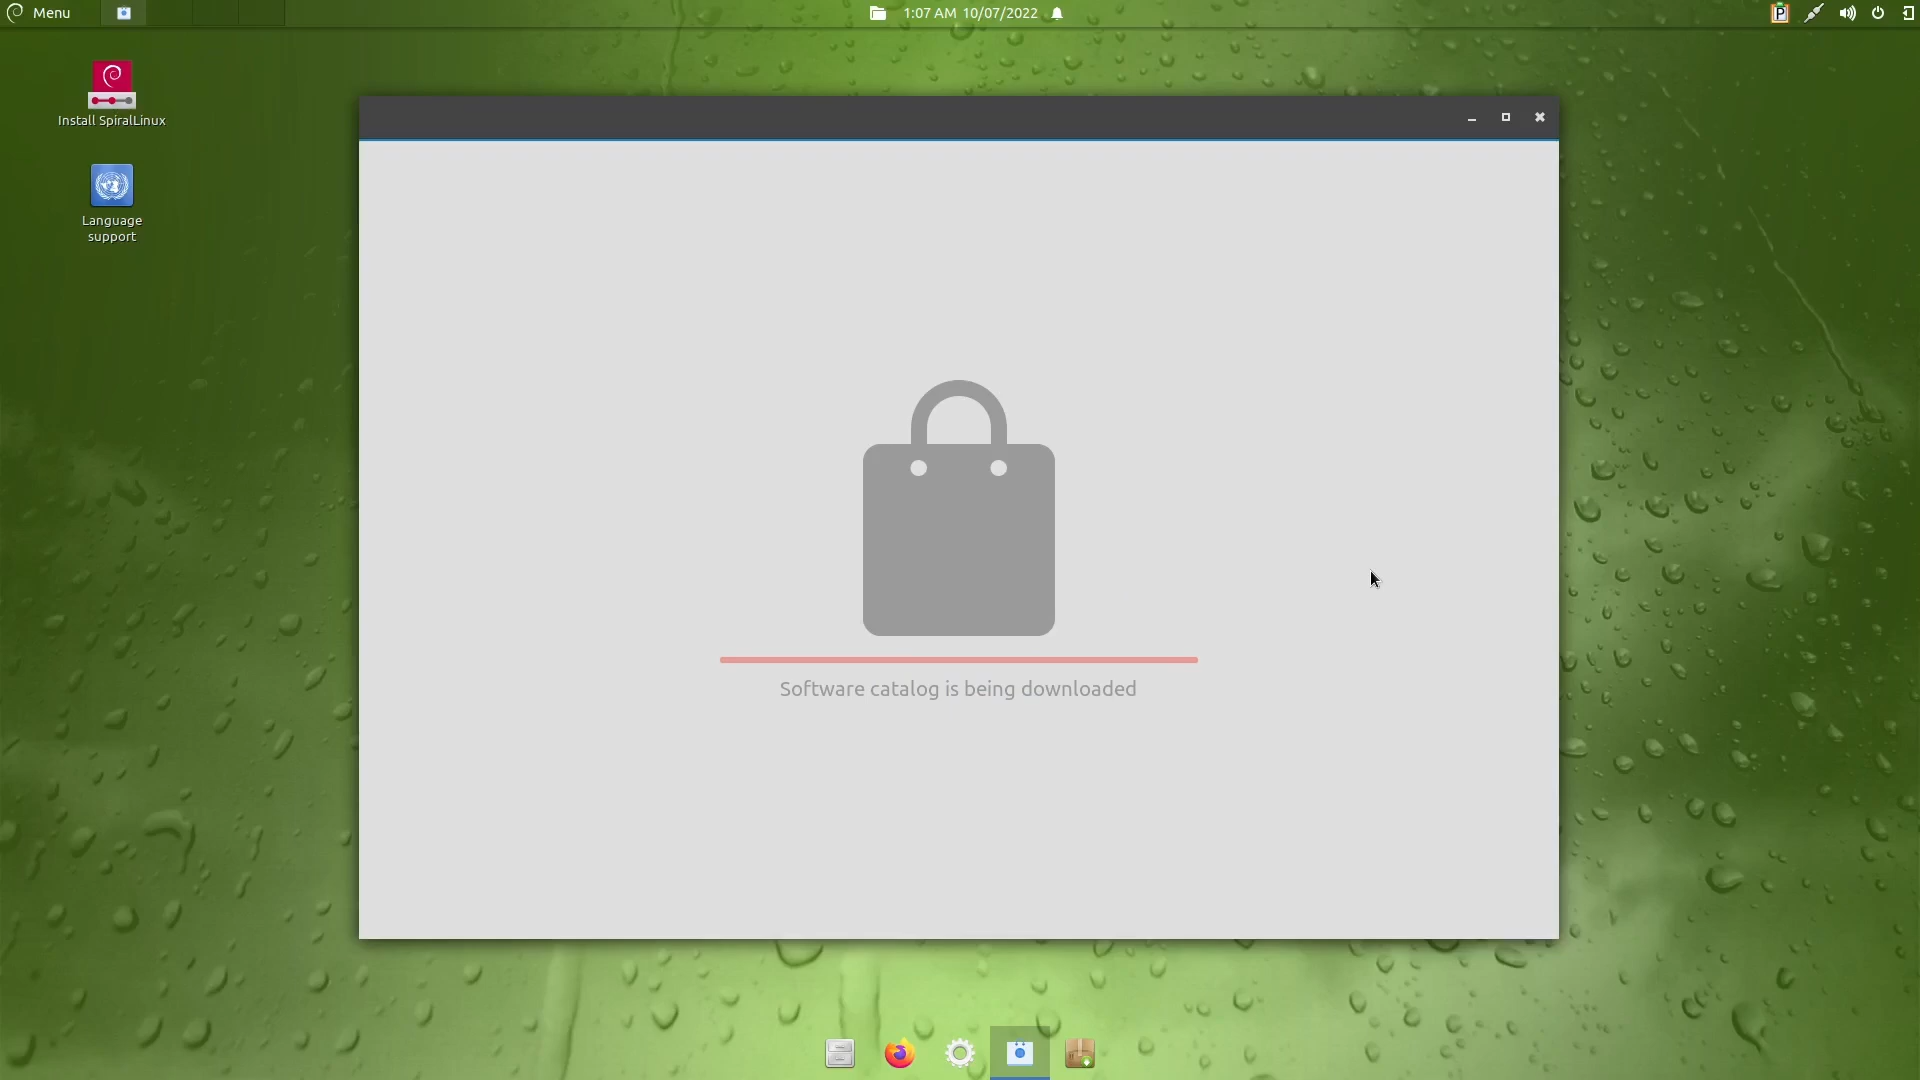 Menu
1:07 AM 10/07/2022
P
Install SpiralLinux
Language
support
Software catalog is being downloaded